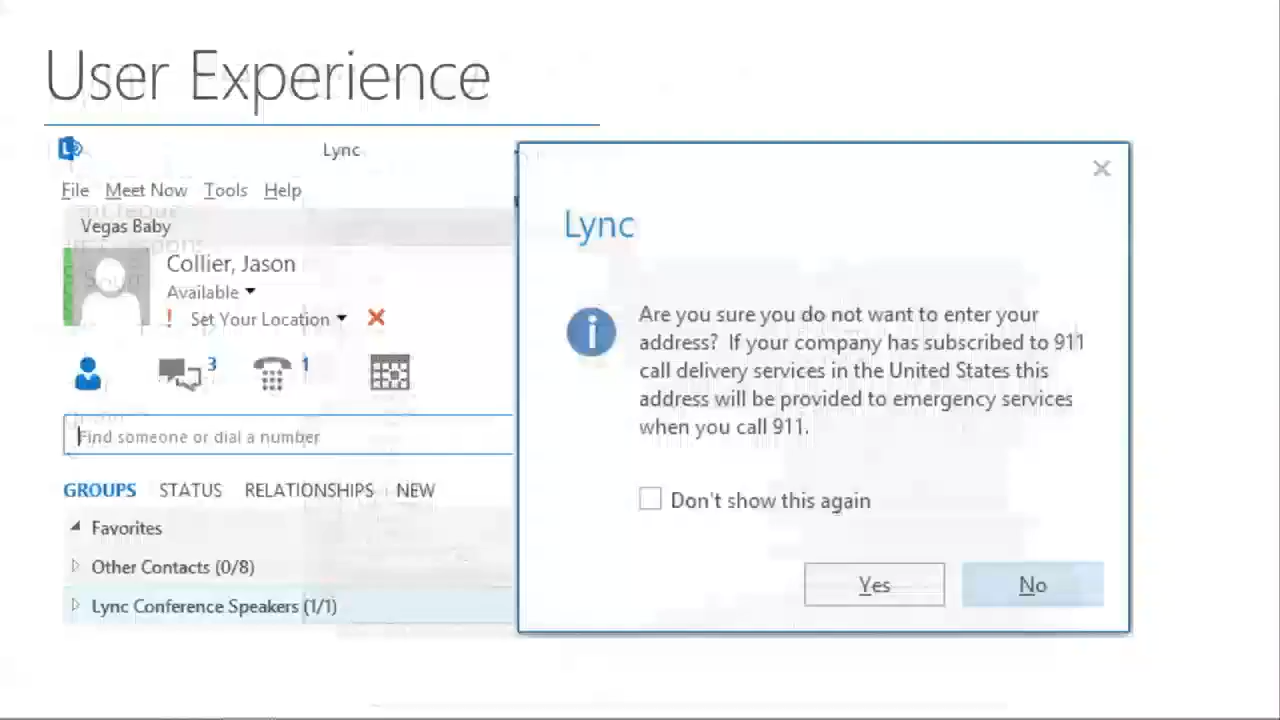 User Experience
Lync
File Meet Now Tools Help
Vegas Baby
Collier, Jason
Available
! Set Your Location
3
1
Find someone or dial a number
GROUPS STATUS RELATIONSHIPS NEW
Favorites
Other Contacts (0/8)
Lync Conference Speakers (1/1)
Lync
Are you sure you do not want to enter your
address? If your company has subscribed to 911
call delivery services in the United States this
address will be provided to emergency services
when you call 911.
Don't show this again
Yes No